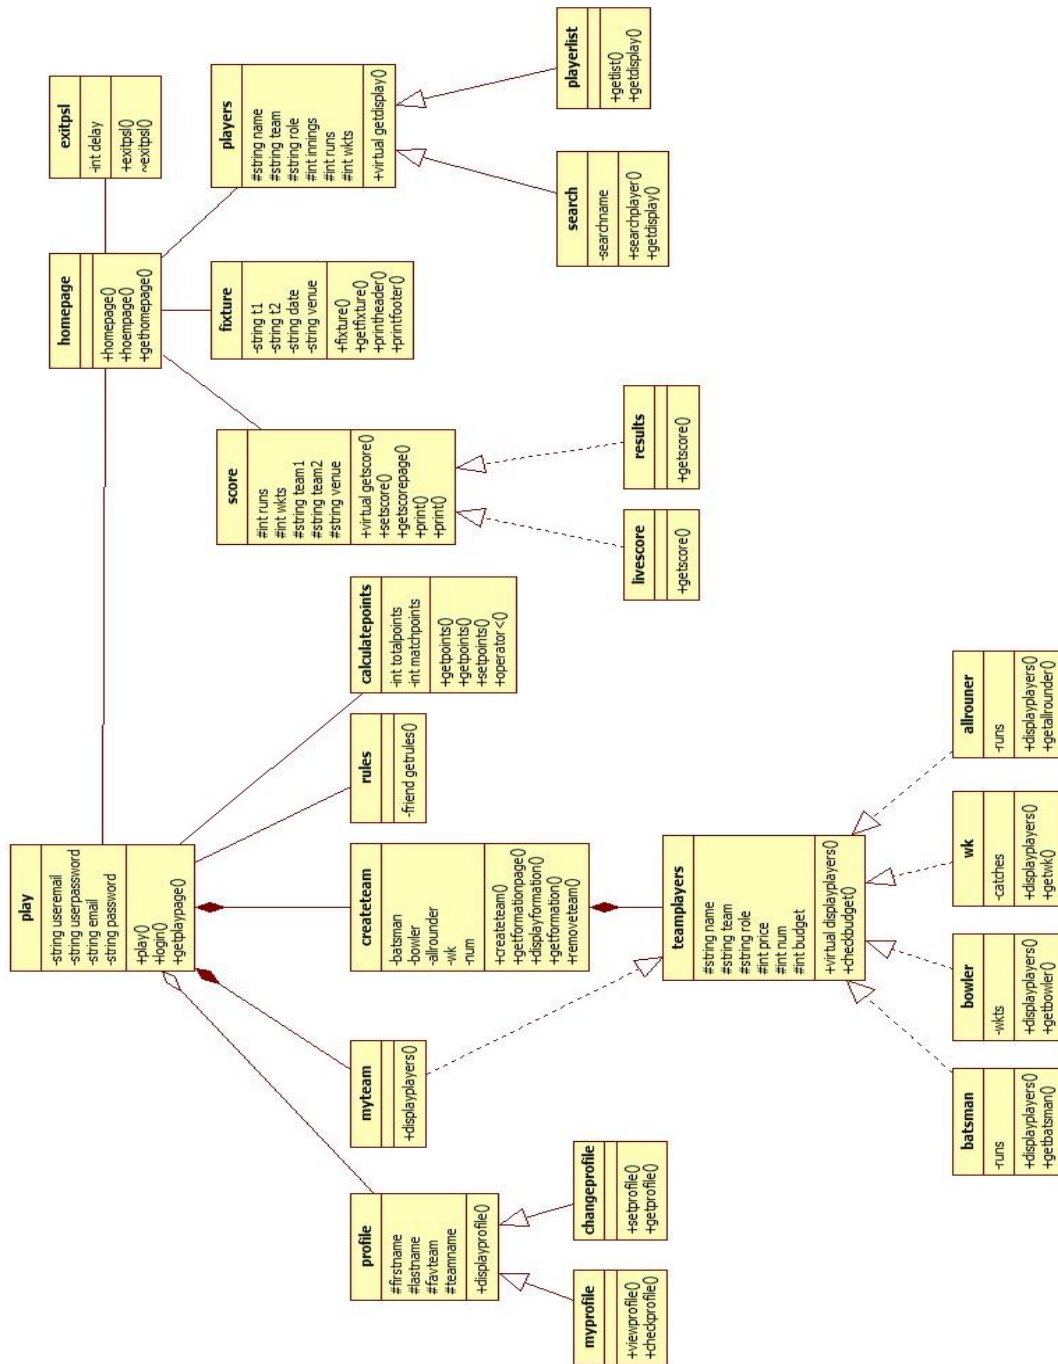 play
-string useremail
-string userpassword
-string email
-string password
+play()
+login()
+getplaypage()
homepage
+homepage()
+hoempage()
+gethomepage()
exitpsl
-int delay
+exitpsl()
~exitpsl()
profile
#firstname
#lastname
#favteam
#teamname
+displayprofile()
myteam
+displayplayers()
createteam
-batsman
-bowler
-allrounder
-wk
-num
+createteam()
+getformationpage()
+displayformation()
+getformation()
+removeteam()
rules
-friend getrules()
calculatepoints
-int totalpoints
-int matchpoints
+getpoints()
+getpoints()
+setpoints()
+operator <()
score
#int runs
#int wkts
#string team1
#string team2
#string venue
+virtual getscore()
+setscore()
+getscorepage()
+print()
+print()
fixture
-string t1
-string t2
-string date
-string venue
+fixture()
+getfixture()
+printheader()
+printfooter()
players
#string name
#string team
#string role
#int innings
#int runs
#int wkts
+virtual getdisplay()
myprofile
+viewprofile()
+checkprofile()
changeprofile
+setprofile()
+getprofile()
teamplayers
#string name
#string team
#string role
#int price
#int num
#int budget
+virtual displayplayers()
+checkbudget()
livescore
+getscore()
results
+getscore()
search
-searchname
+searchplayer()
+getdisplay()
playerlist
+getlist()
+getdisplay()
batsman
-runs
+displayplayers()
+getbatsman()
bowler
-wkts
+displayplayers()
+getbowler()
wk
-catches
+displayplayers()
+getwk()
allrouner
-runs
+displayplayers()
+getallrounder()